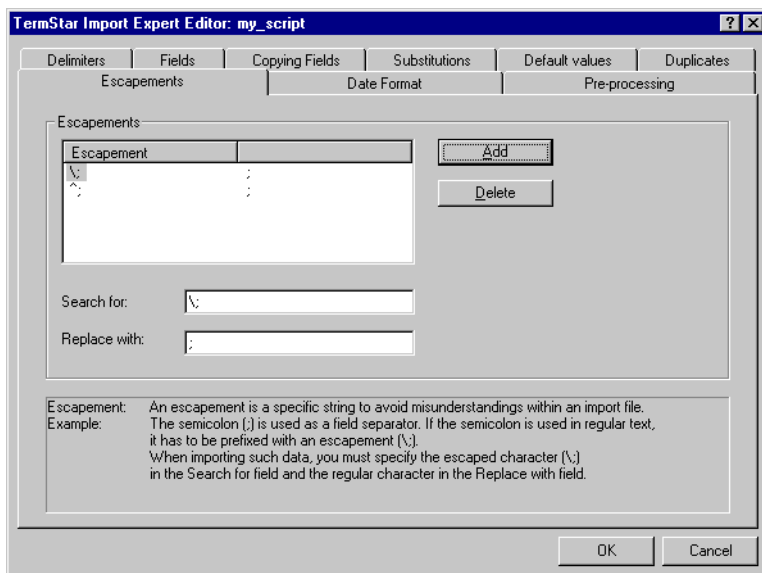 TermStar Import Expert Editor: my_script
Delimiters Fields Copying Fields Substitutions Default values Duplicates
Escapements Date Format Pre-processing
Escapements
Escapement
\; ;
^; ;
Add
Delete
Search for: \;
Replace with: ;
Escapement: An escapement is a specific string to avoid misunderstandings within an import file.
Example: The semicolon (;) is used as a field separator. If the semicolon is used in regular text,
it has to be prefixed with an escapement (\;).
When importing such data, you must specify the escaped character (\;)
in the Search for field and the regular character in the Replace with field.
OK Cancel